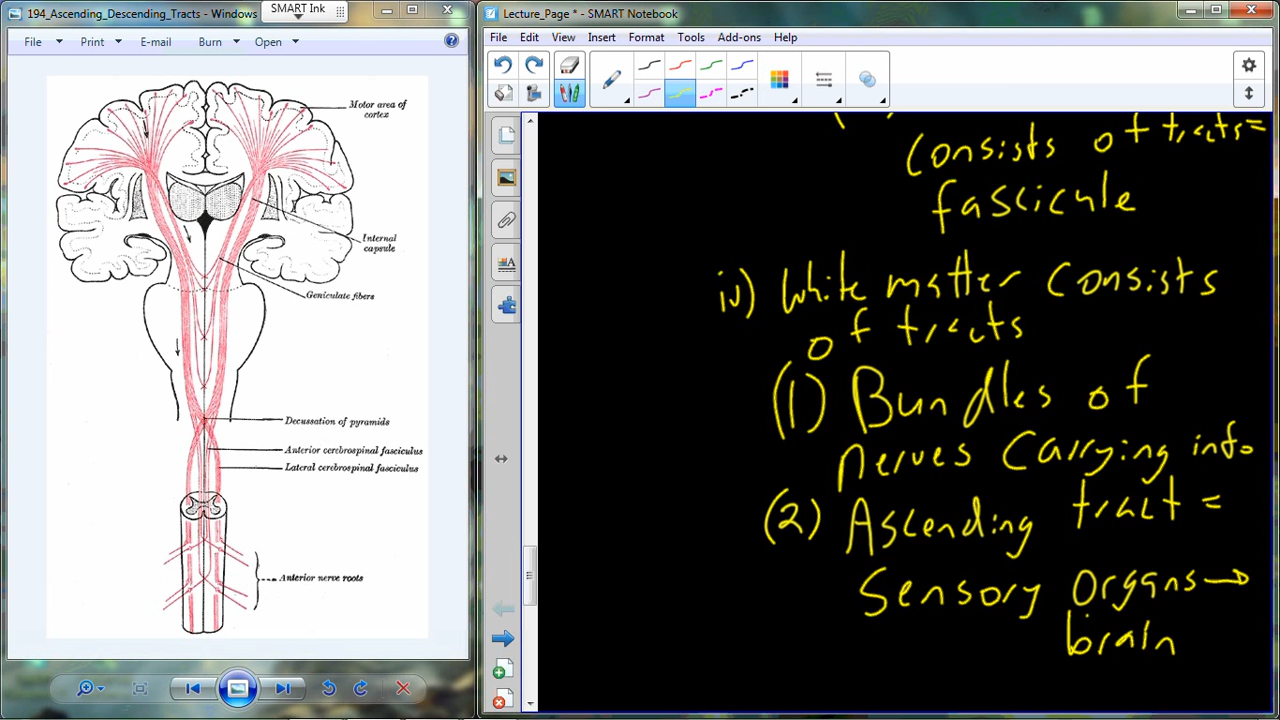 194_Ascending_Descending_Tracts - Windows
SMART Ink
File Print E-mail Burn Open
Motor area of
cortex
Internal
capsule
Geniculate fibers
Decussation of pyramids
Anterior cerebrospinal fasciculus
Lateral cerebrospinal fasciculus
Anterior nerve roots
Lecture_Page * - SMART Notebook
File Edit View Insert Format Tools Add-ons Help
consists of tracts=
fascicule
iv) White matter consists
of tracts
(1) Bundles of
nerves carrying info
(2) Ascending tract =
Sensory organs→
brain